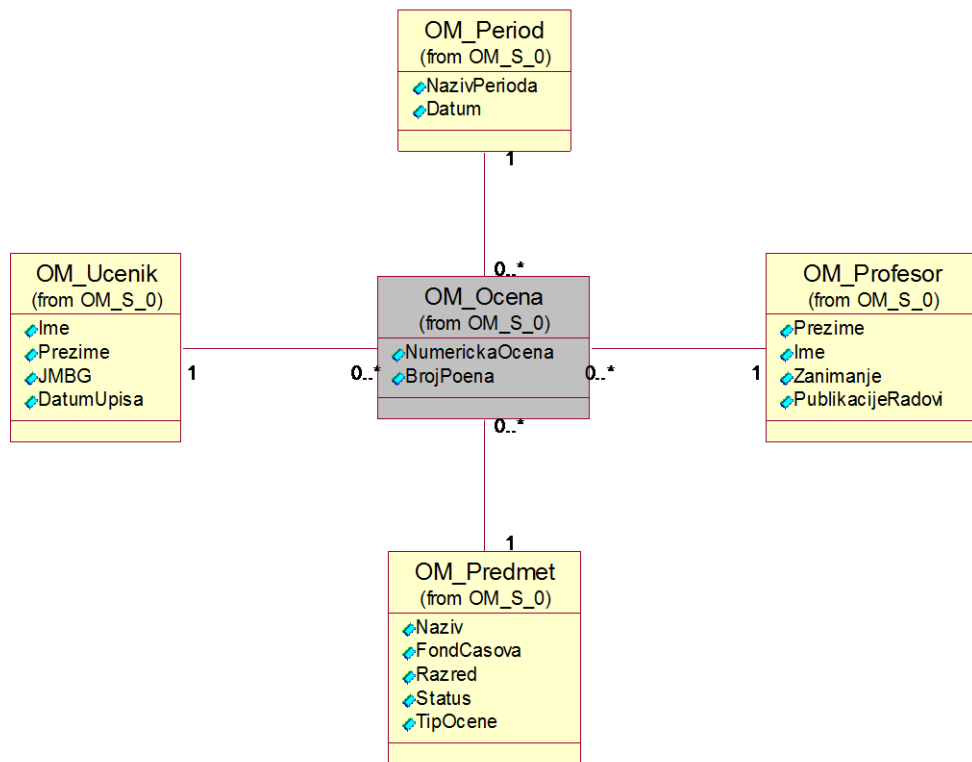 OM_Period
(from OM_S_0)
NazivPerioda
Datum
1
0..*
OM_Ucenik
(from OM_S_0)
Ime
Prezime
JMBG
DatumUpisa
1
0..*
OM_Ocena
(from OM_S_0)
NumerickaOcena
BrojPoena
0..*
1
OM_Profesor
(from OM_S_0)
Prezime
Ime
Zanimanje
PublikacijeRadovi
0..*
1
OM_Predmet
(from OM_S_0)
Naziv
FondCasova
Razred
Status
TipOcene